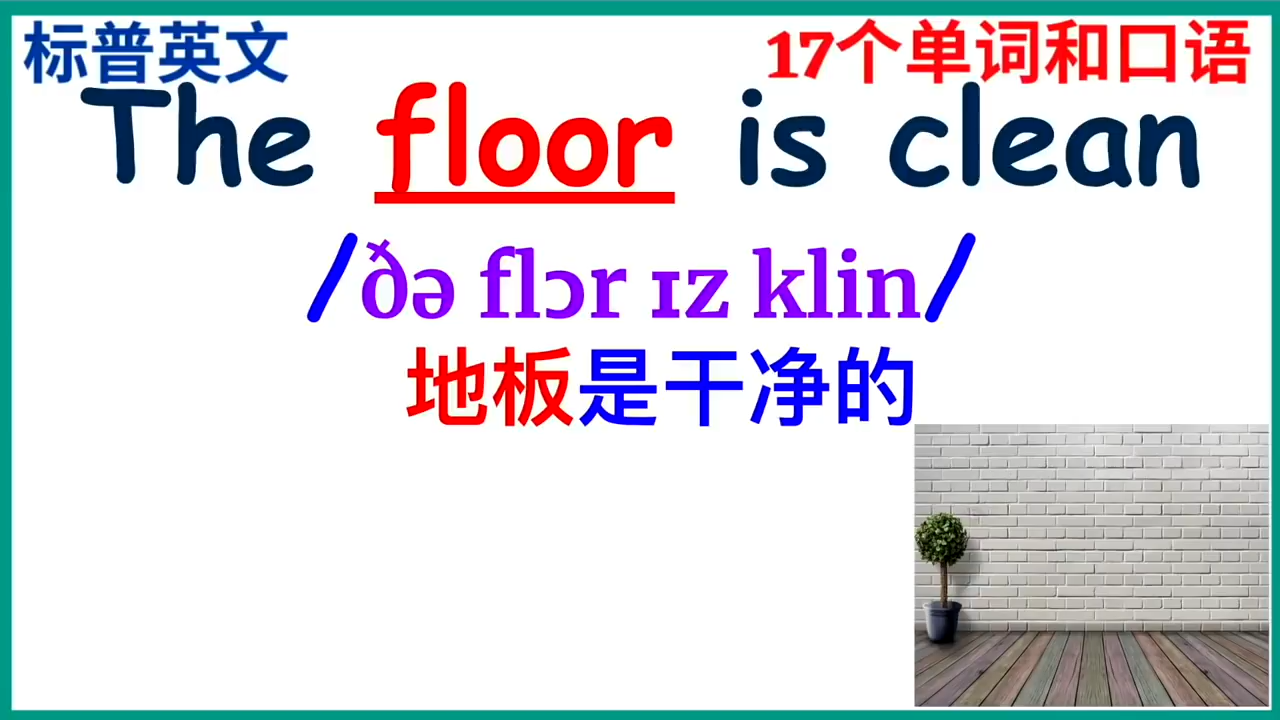 标普英文
17个单词和口语
The floor is clean
/ðə flɔr ɪz klin/
地板是干净的